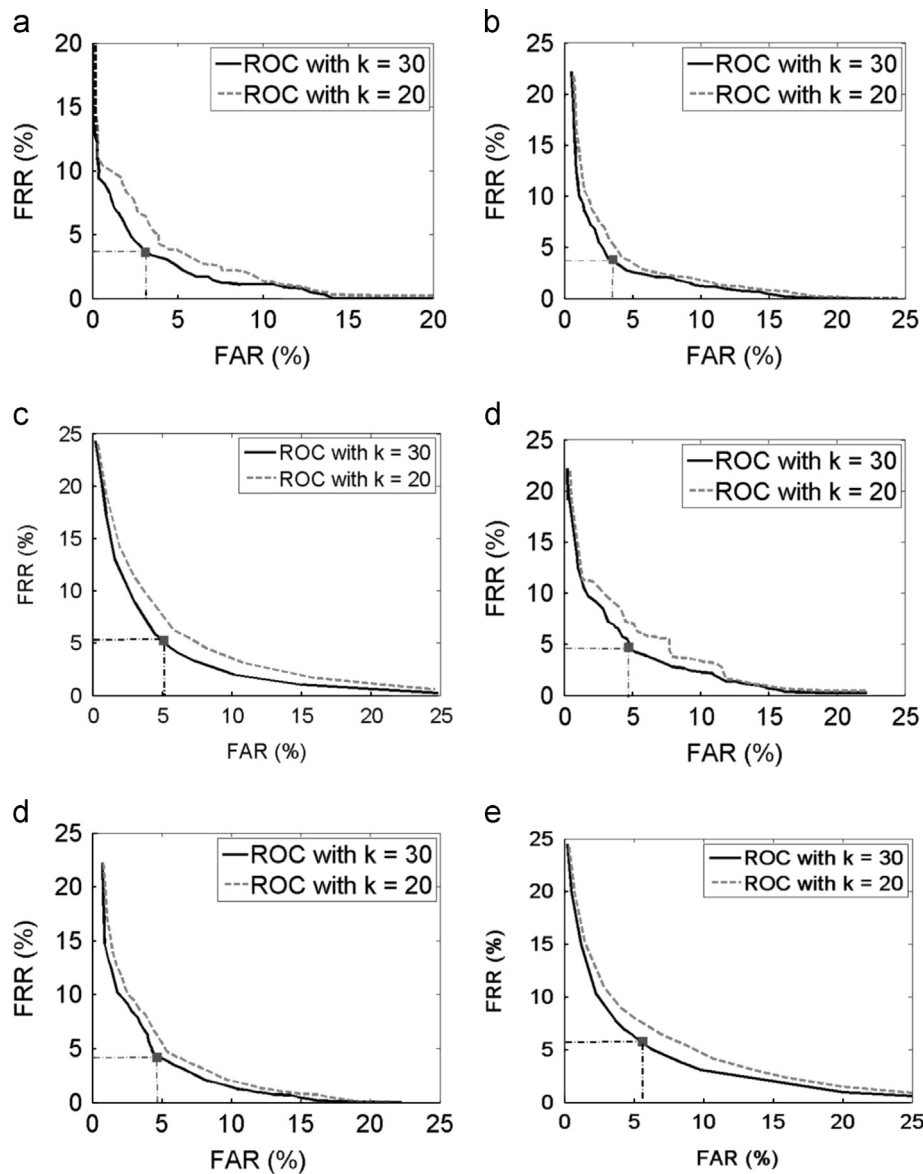 a
20
15
10
5
0
FRR (%)
ROC with k = 30
ROC with k = 20
0 5 10 15 20
FAR (%)
b
25
20
15
10
5
0
FRR (%)
ROC with k = 30
ROC with k = 20
0 5 10 15 20 25
FAR (%)
c
25
20
15
10
5
0
FRR (%)
ROC with k = 30
ROC with k = 20
0 5 10 15 20 25
FAR (%)
d
25
20
15
10
5
0
FRR (%)
ROC with k = 30
ROC with k = 20
0 5 10 15 20 25
FAR (%)
d
25
20
15
10
5
0
FRR (%)
ROC with k = 30
ROC with k = 20
0 5 10 15 20 25
FAR (%)
e
25
20
15
10
5
0
FRR (%)
ROC with k = 30
ROC with k = 20
0 5 10 15 20 25
FAR (%)